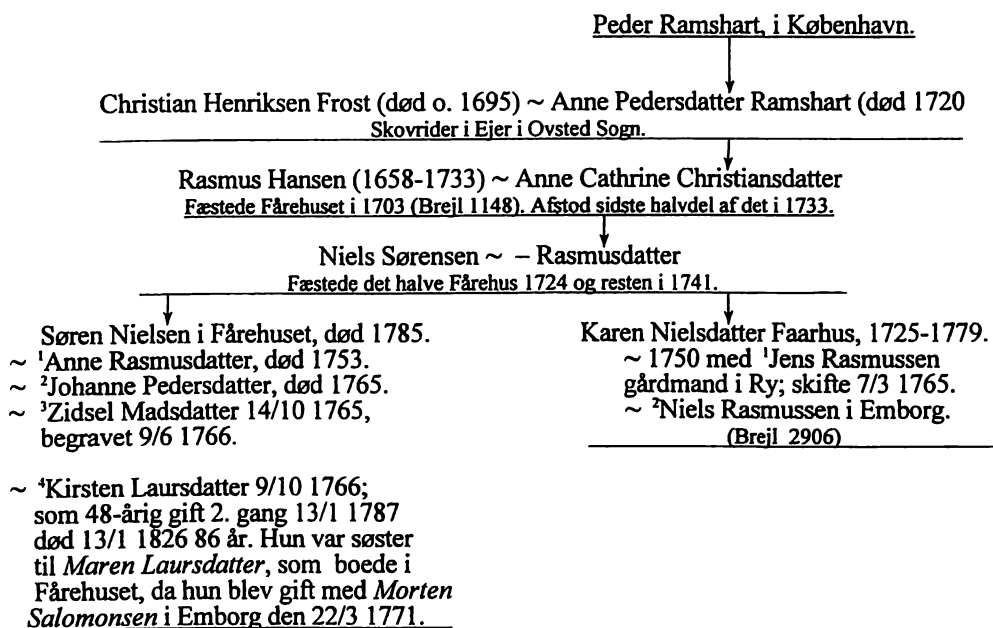 Peder Ramshart, i København.
Christian Henriksen Frost (død o. 1695) ~ Anne Pedersdatter Ramshart (død 1720
Skovrider i Ejer i Ovsted Sogn.
Rasmus Hansen (1658-1733) ~ Anne Cathrine Christiansdatter
Fæstede Fårehuset i 1703 (Brejl 1148). Afstod sidste halvdel af det i 1733.
Niels Sørensen ~ – Rasmusdatter
Fæstede det halve Fårehus 1724 og resten i 1741.
Søren Nielsen i Fårehuset, død 1785.
~ ¹Anne Rasmusdatter, død 1753.
~ ²Johanne Pedersdatter, død 1765.
~ ³Zidsel Madsdatter 14/10 1765,
begravet 9/6 1766.
~ ⁴Kirsten Laursdatter 9/10 1766;
som 48-årig gift 2. gang 13/1 1787
død 13/1 1826 86 år. Hun var søster
til Maren Laursdatter, som boede i
Fårehuset, da hun blev gift med Morten
Salomonsen i Emborg den 22/3 1771.
Karen Nielsdatter Faarhus, 1725-1779.
~ 1750 med ¹Jens Rasmussen
gårdmand i Ry; skifte 7/3 1765.
~ ²Niels Rasmussen i Emborg.
(Brejl 2906)